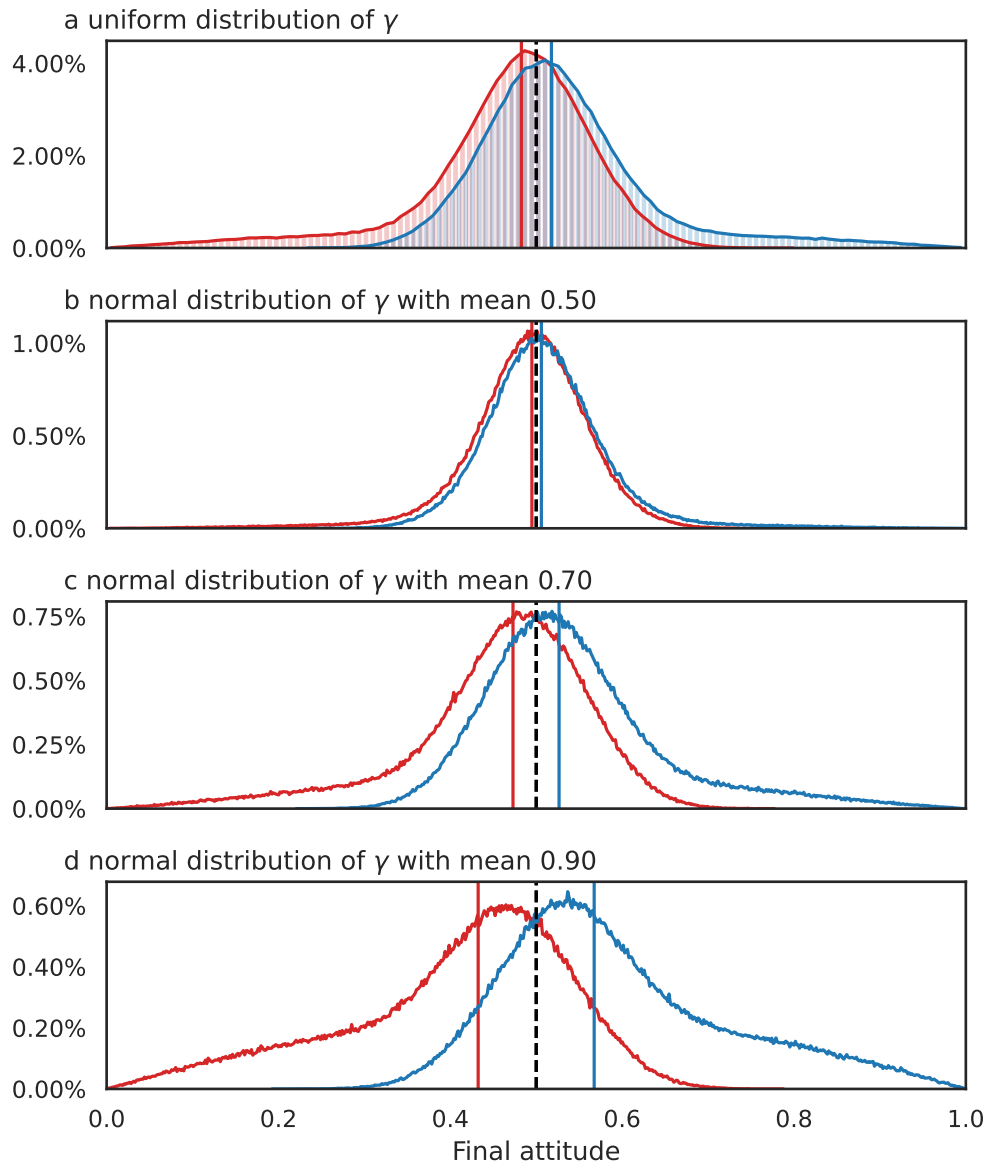 a uniform distribution of γ
4.00%
2.00%
0.00%
b normal distribution of γ with mean 0.50
1.00%
0.50%
0.00%
c normal distribution of γ with mean 0.70
0.75%
0.50%
0.25%
0.00%
d normal distribution of γ with mean 0.90
0.60%
0.40%
0.20%
0.00%
0.0 0.2 0.4 0.6 0.8 1.0
Final attitude